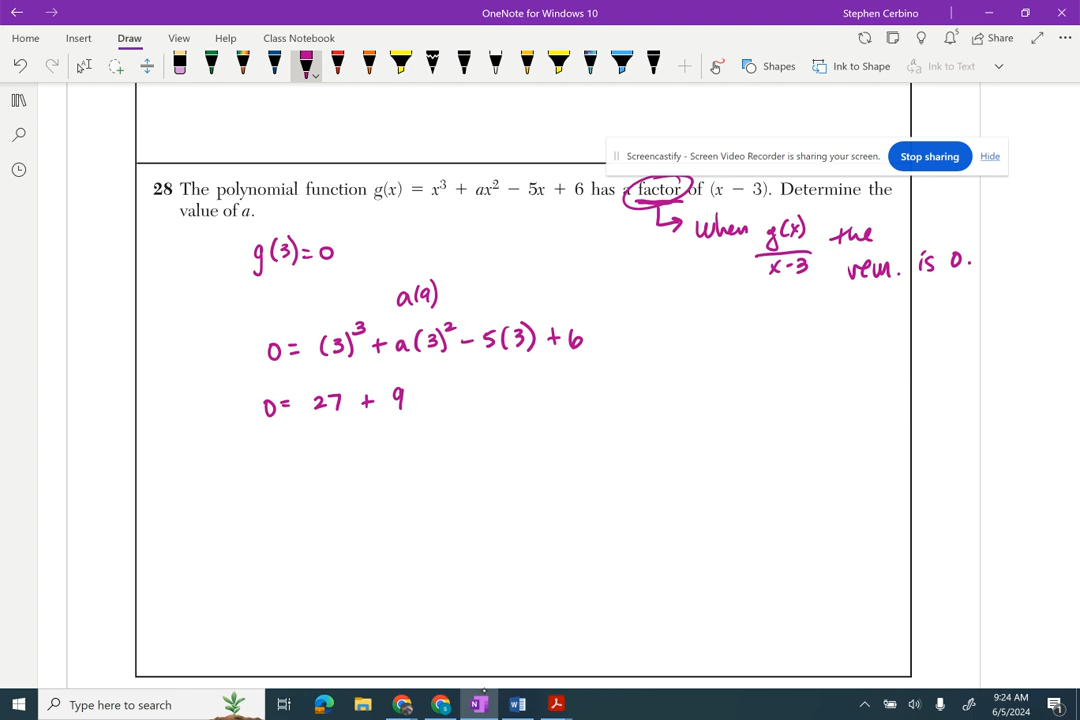 OneNote for Windows 10
Stephen Cerbino
Home Insert Draw View Help Class Notebook
5 Share
Shapes Ink to Shape Ink to Text
Screencastify - Screen Video Recorder is sharing your screen. Stop sharing Hide
28 The polynomial function g(x) = x³ + ax² − 5x + 6 has a factor of (x − 3). Determine the
value of a.
When g(x)/x-3 the
rem. is 0.
g(3)=0
a(9)
0 = (3)³ + a(3)² − 5(3) + 6
0 = 27 + 9
Type here to search
9:24 AM
6/5/2024
1